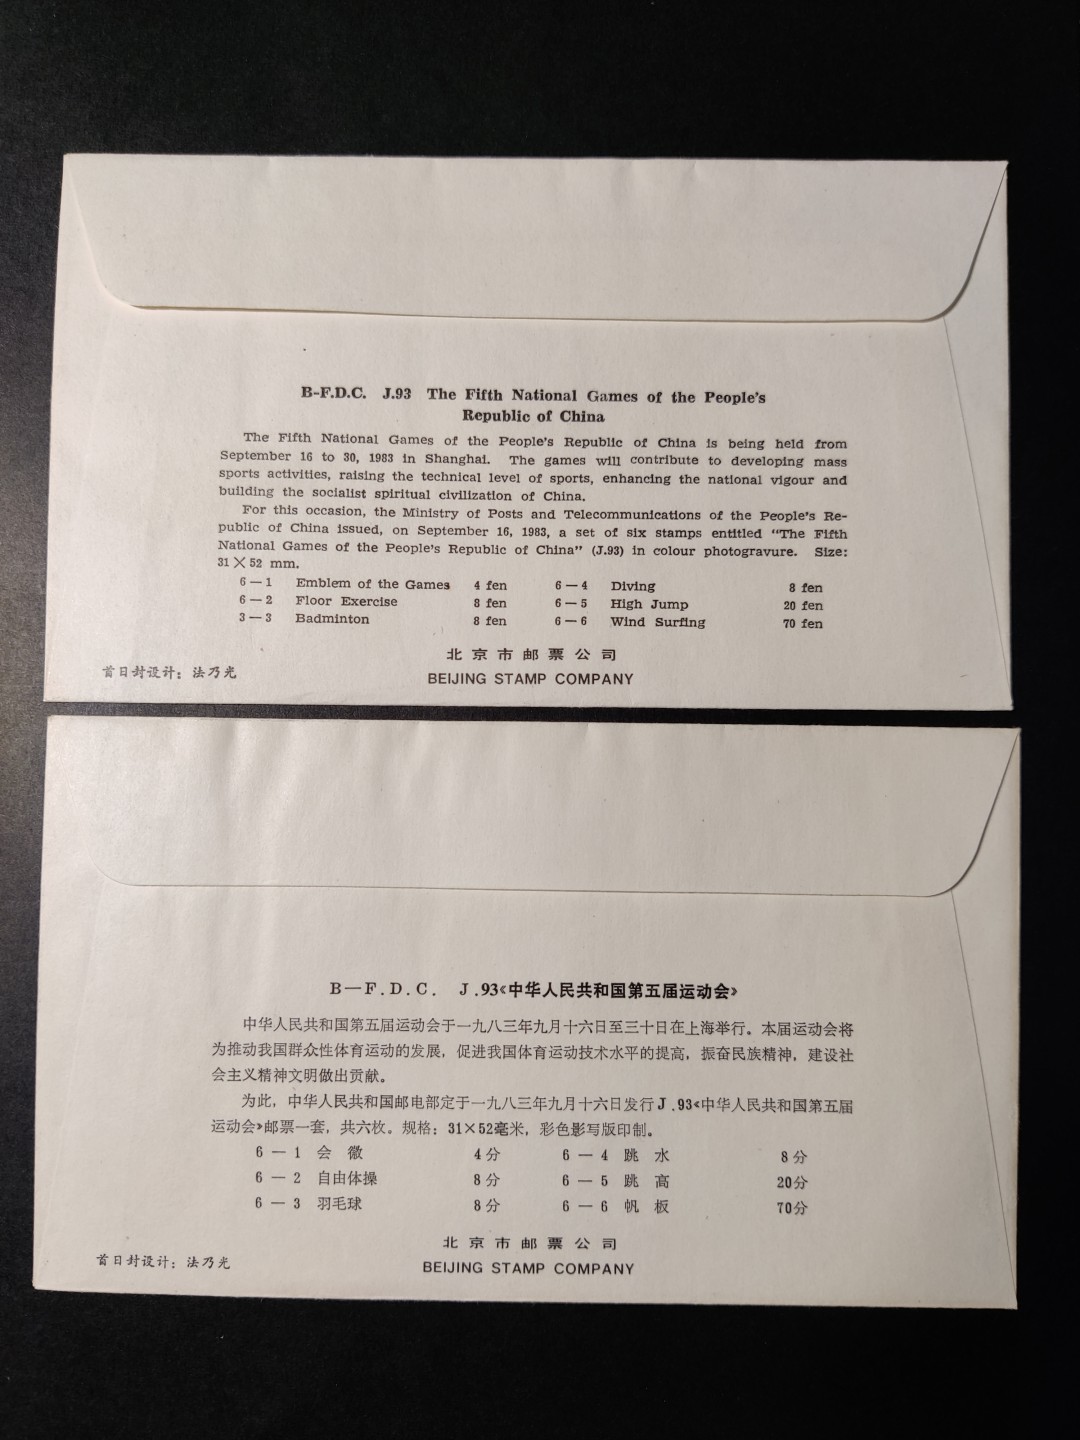 B-F.D.C. J.93 The Fifth National Games of the People's
Republic of China
The Fifth National Games of the People's Republic of China is being held from
September 16 to 30, 1983 in Shanghai. The games will contribute to developing mass
sports activities, raising the technical level of sports, enhancing the national vigour and
building the socialist spiritual civilization of China.
For this occasion, the Ministry of Posts and Telecommunications of the People's Re-
public of China issued, on September 16, 1983, a set of six stamps entitled "The Fifth
National Games of the People's Republic of China" (J.93) in colour photogravure. Size:
31×52 mm.
6—1 Emblem of the Games 4 fen 6—4 Diving 8 fen
6—2 Floor Exercise 8 fen 6—5 High Jump 20 fen
3—3 Badminton 8 fen 6—6 Wind Surfing 70 fen
北京市邮票公司
首日封设计：法乃光 BEIJING STAMP COMPANY
B—F.D.C. J.93《中华人民共和国第五届运动会》
中华人民共和国第五届运动会于一九八三年九月十六日至三十日在上海举行。本届运动会将
为推动我国群众性体育运动的发展，促进我国体育运动技术水平的提高，振奋民族精神，建设社
会主义精神文明做出贡献。
为此，中华人民共和国邮电部定于一九八三年九月十六日发行J.93《中华人民共和国第五届
运动会》邮票一套，共六枚。规格：31×52毫米，彩色影写版印制。
6—1 会徽 4分 6—4 跳水 8分
6—2 自由体操 8分 6—5 跳高 20分
6—3 羽毛球 8分 6—6 帆板 70分
北京市邮票公司
首日封设计：法乃光 BEIJING STAMP COMPANY